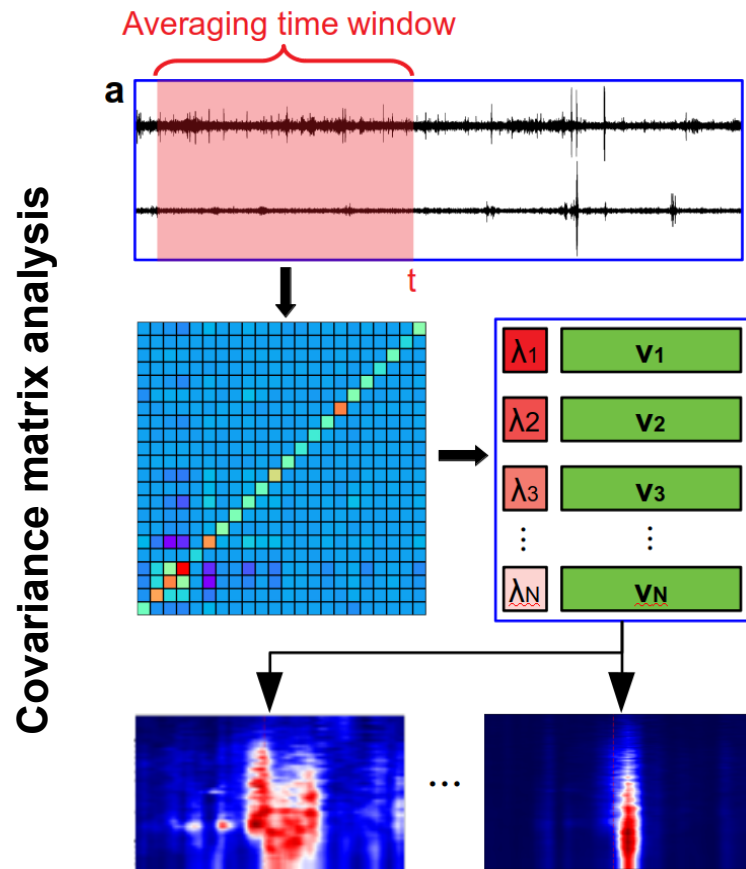 Averaging time window
a
t
Covariance matrix analysis
λ1 v1
λ2 v2
λ3 v3
⋮ ⋮
λN vN
...